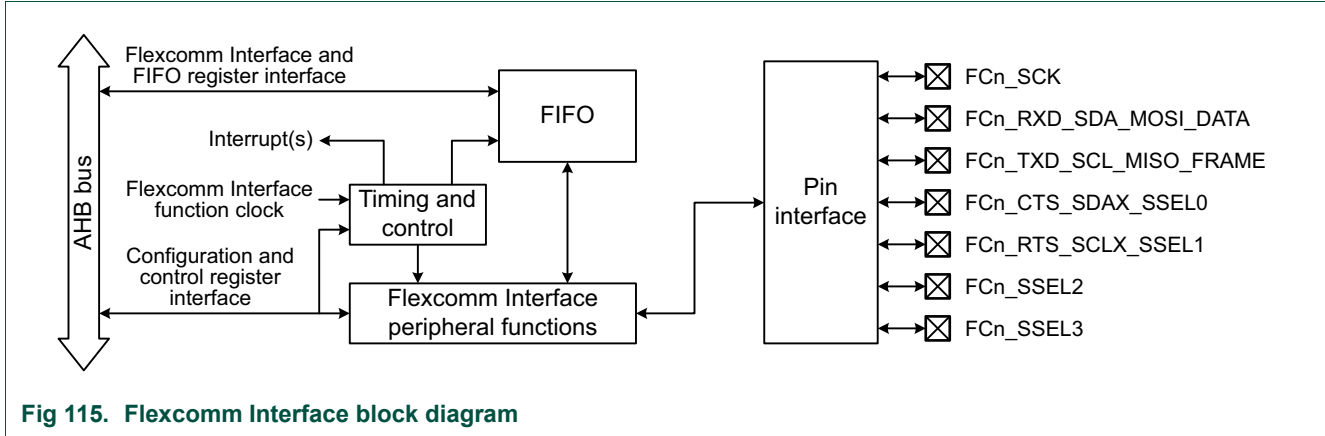 Flexcomm Interface and
FIFO register interface
FIFO
Interrupt(s)
Flexcomm Interface
function clock
Timing and
control
AHB bus
Configuration and
control register
interface
Flexcomm Interface
peripheral functions
Pin
interface
FCn_SCK
FCn_RXD_SDA_MOSI_DATA
FCn_TXD_SCL_MISO_FRAME
FCn_CTS_SDAX_SSEL0
FCn_RTS_SCLX_SSEL1
FCn_SSEL2
FCn_SSEL3
Fig 115. Flexcomm Interface block diagram